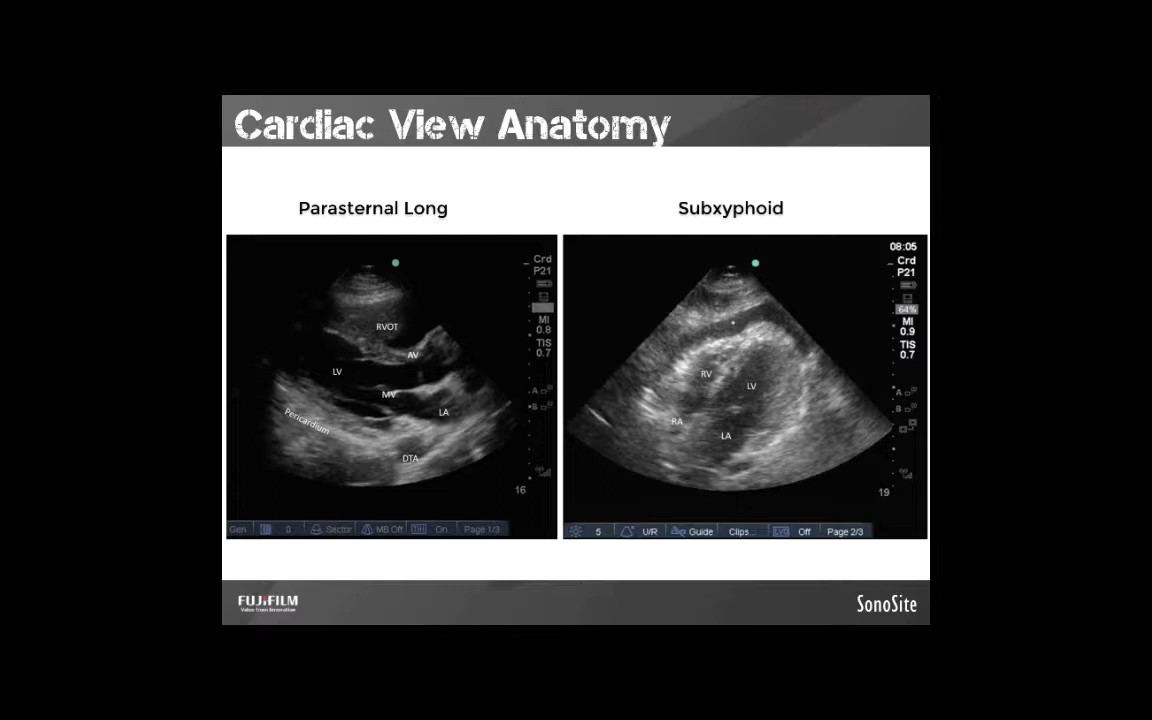 Cardiac View Anatomy
Parasternal Long
Subxyphoid
Crd
P21
MI
0.8
TIS
0.7
A
B
16
RVOT
AV
LV
MV
LA
Pericardium
DTA
Gen 0 Sector MB Off THI On Page 1/3
08:05
Crd
P21
64%
MI
0.9
TIS
0.7
A
B
19
RV
LV
RA
LA
5 U/R Guide Clips... LVO Off Page 2/3
FUJIFILM
Value from Innovation
SonoSite